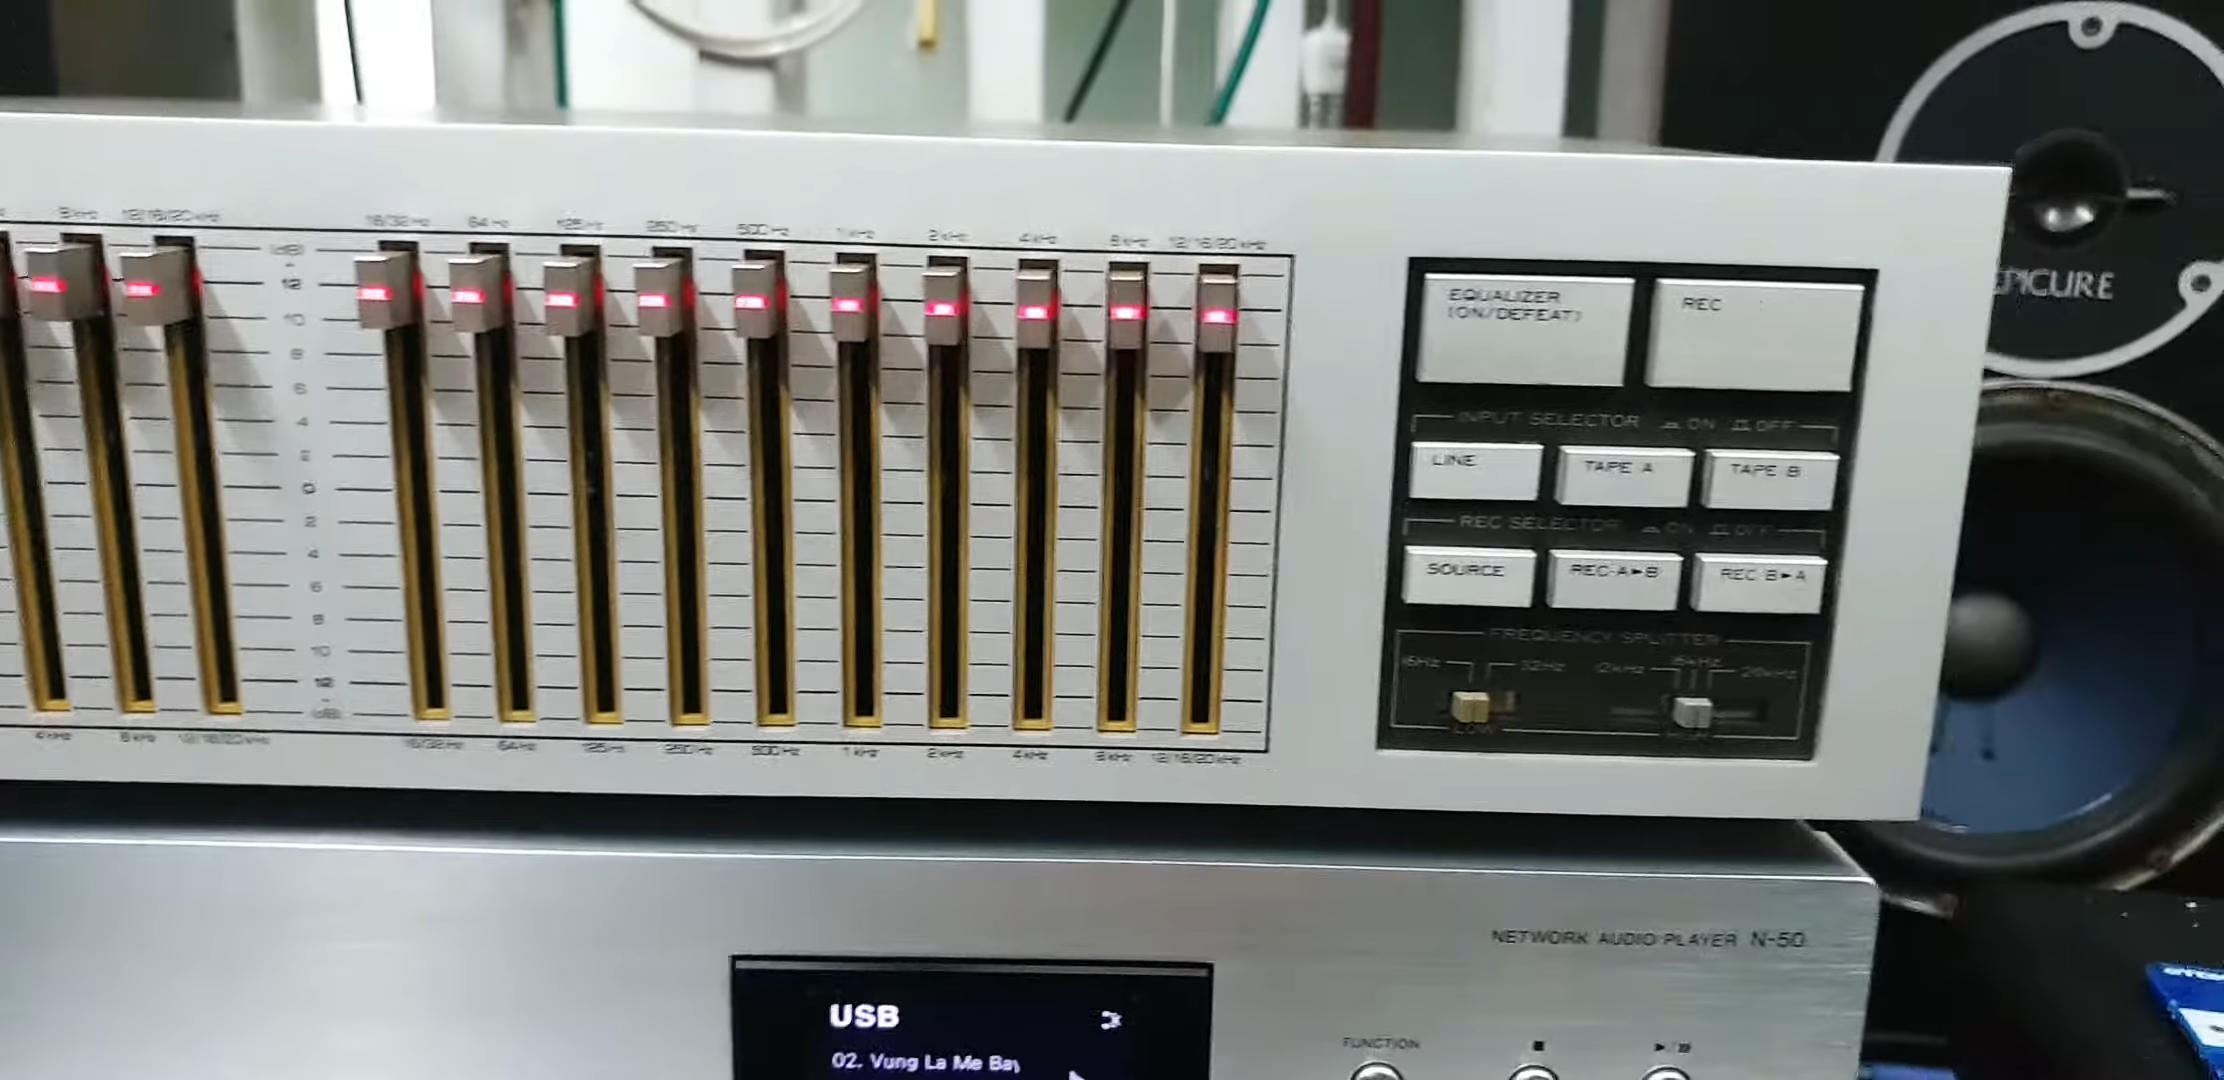 8kHz 12/16/20kHz 16/32Hz 64Hz 125Hz 250Hz 500Hz 1kHz 2kHz 4kHz 8kHz 12/16/20kHz
(dB)
+
12
10
8
6
4
2
0
2
4
6
8
10
12
-
(dB)
4kHz 8kHz 12/16/20kHz 16/32Hz 64Hz 125Hz 250Hz 500Hz 1kHz 2kHz 4kHz 8kHz 12/16/20kHz
EQUALIZER
(ON/DEFEAT)
REC
INPUT SELECTOR ON OFF
LINE TAPE A TAPE B
REC SELECTOR ON OFF
SOURCE REC A►B REC B►A
FREQUENCY SPLITTER
16Hz 32Hz 12kHz 16kHz 20kHz
LOW
EPICURE
NETWORK AUDIO PLAYER N-50
USB
02. Vung La Me Bay
FUNCTION